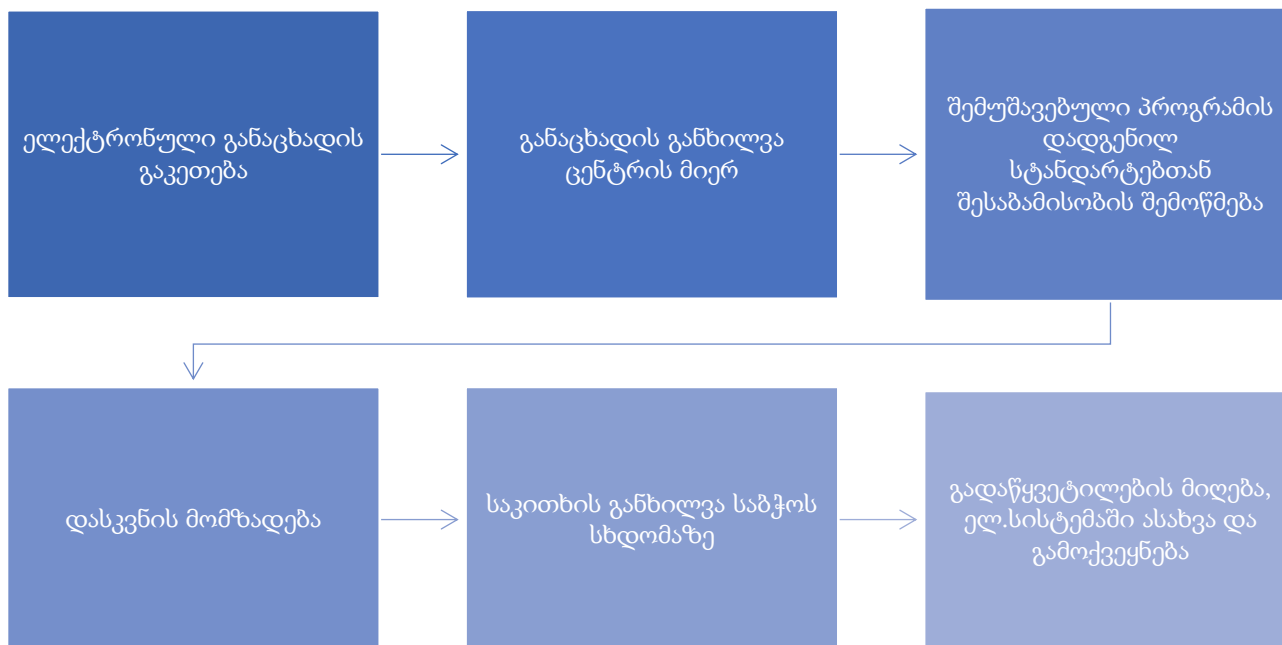 ელექტრონული განაცხადის
გაკეთება
განაცხადის განხილვა
ცენტრის მიერ
შემუშავებული პროგრამის
დადგენილ
სტანდარტებთან
შესაბამისობის შემოწმება
დასკვნის მომზადება
საკითხის განხილვა საბჭოს
სხდომაზე
გადაწყვეტილების მიღება,
ელ.სისტემაში ასახვა და
გამოქვეყნება